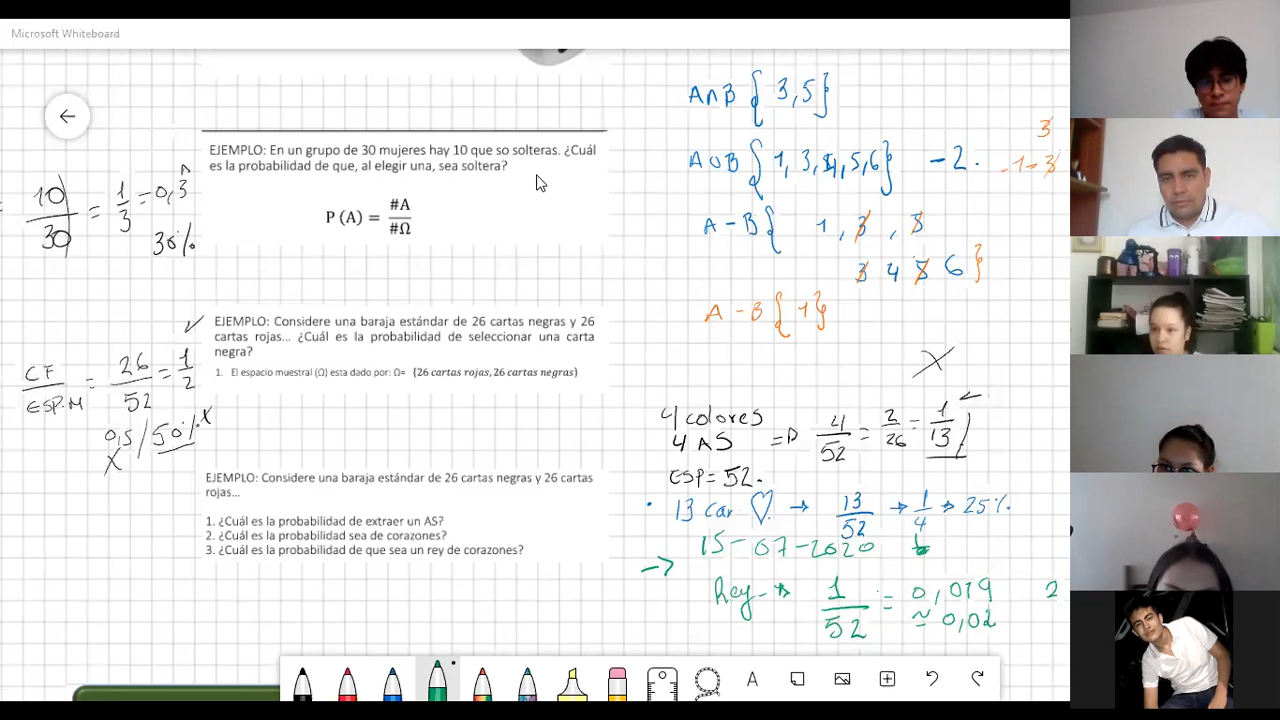 Microsoft Whiteboard
EJEMPLO: En un grupo de 30 mujeres hay 10 que so solteras. ¿Cuál
es la probabilidad de que, al elegir una, sea soltera?
P (A) = #A / #Ω
= 10/30 = 1/3 = 0,3
30%
EJEMPLO: Considere una baraja estándar de 26 cartas negras y 26
cartas rojas... ¿Cuál es la probabilidad de seleccionar una carta
negra?
1. El espacio muestral (Ω) esta dado por: Ω= {26 cartas rojas, 26 cartas negras}
CF / ESP.M = 26/52 = 1/2
0,5 / 50%
EJEMPLO: Considere una baraja estándar de 26 cartas negras y 26 cartas
rojas...
1. ¿Cuál es la probabilidad de extraer un AS?
2. ¿Cuál es la probabilidad sea de corazones?
3. ¿Cuál es la probabilidad de que sea un rey de corazones?
A∩B { 3,5}
A∪B { 1, 3, 4, 5, 6} -2.
A - B { 1, 3, 5
3 4 5 6 }
A - B { 1}
X
4 colores
4 AS => 4/52 = 2/26 = 1/13
ESP = 52.
13 car ♡ → 13/52 → 1/4 → 25%
15-07-2020
→ Rey → 1/52 = 0,019
≈ 0,02
2
A